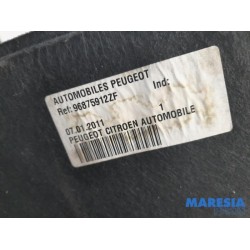 AUTOMOBILES PEUGEOT
Ref: 96875912ZF Ind:
07.01.2011 1
PEUGEOT CITROEN AUTOMOBILE
MARESIA